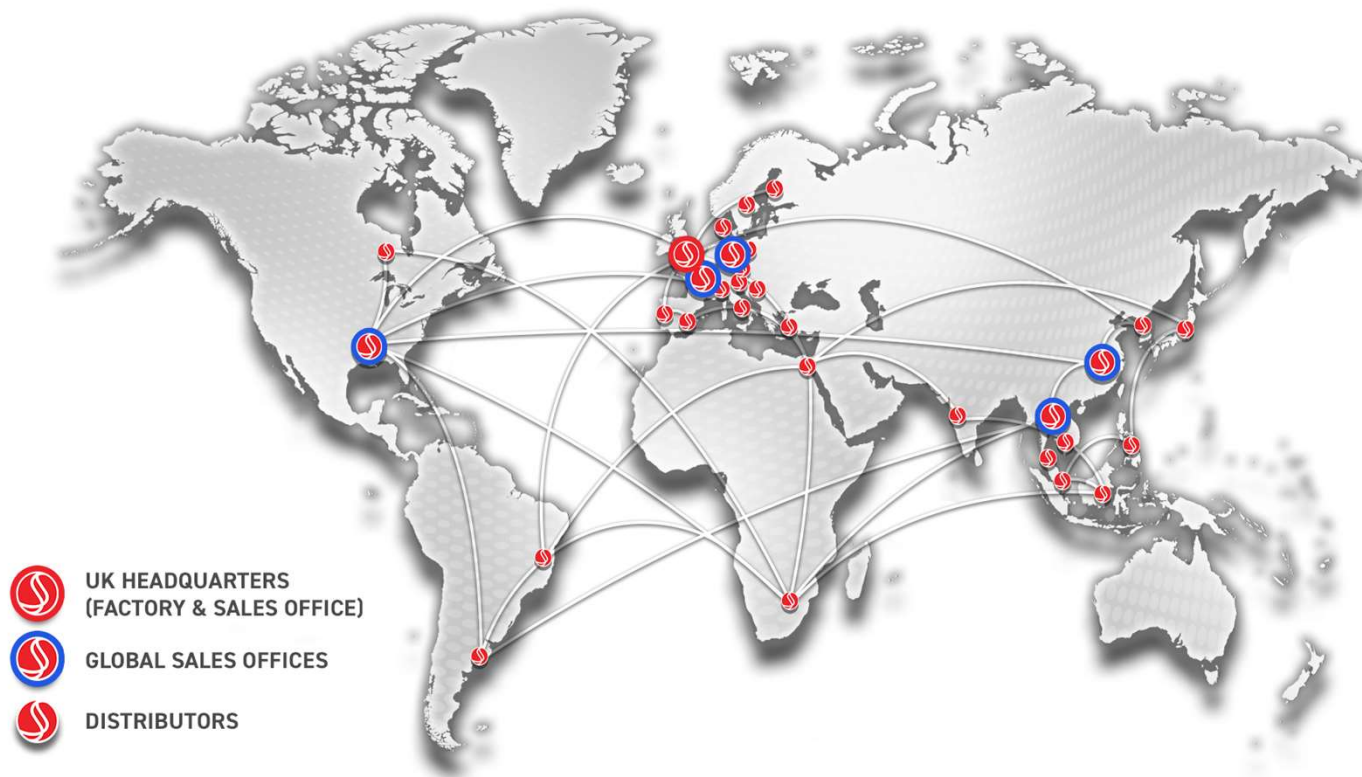 UK HEADQUARTERS
(FACTORY & SALES OFFICE)
GLOBAL SALES OFFICES
DISTRIBUTORS